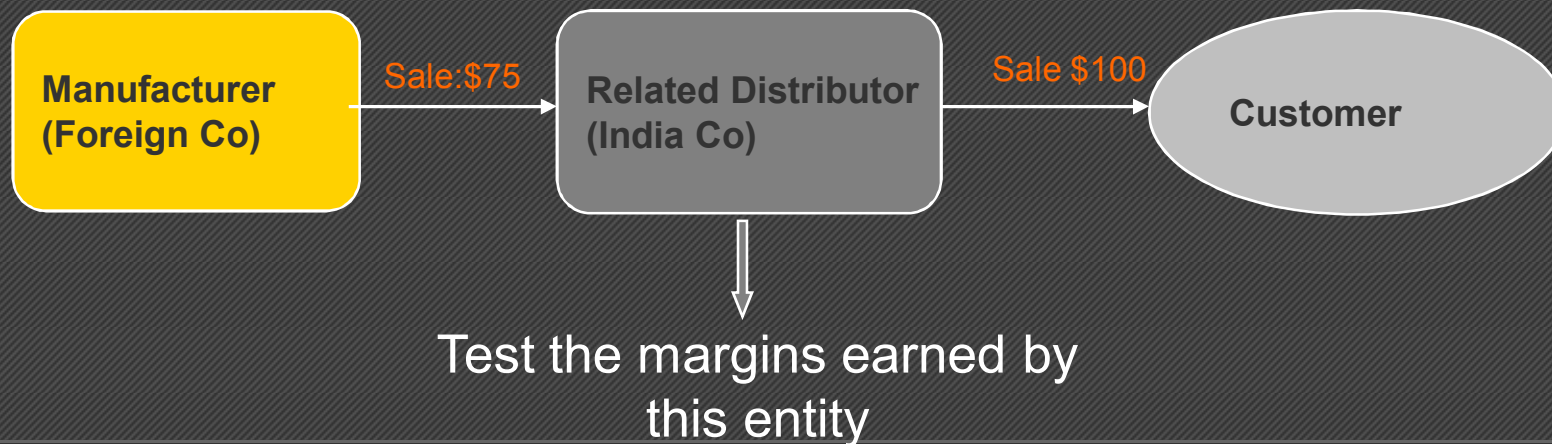 Manufacturer
(Foreign Co)
Sale:$75
Related Distributor
(India Co)
Sale $100
Customer
Test the margins earned by
this entity